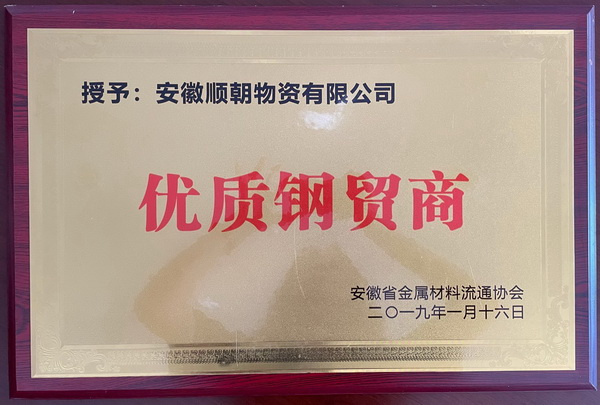 授予：安徽顺朝物资有限公司
优质钢贸商
安徽省金属材料流通协会
二〇一九年一月十六日